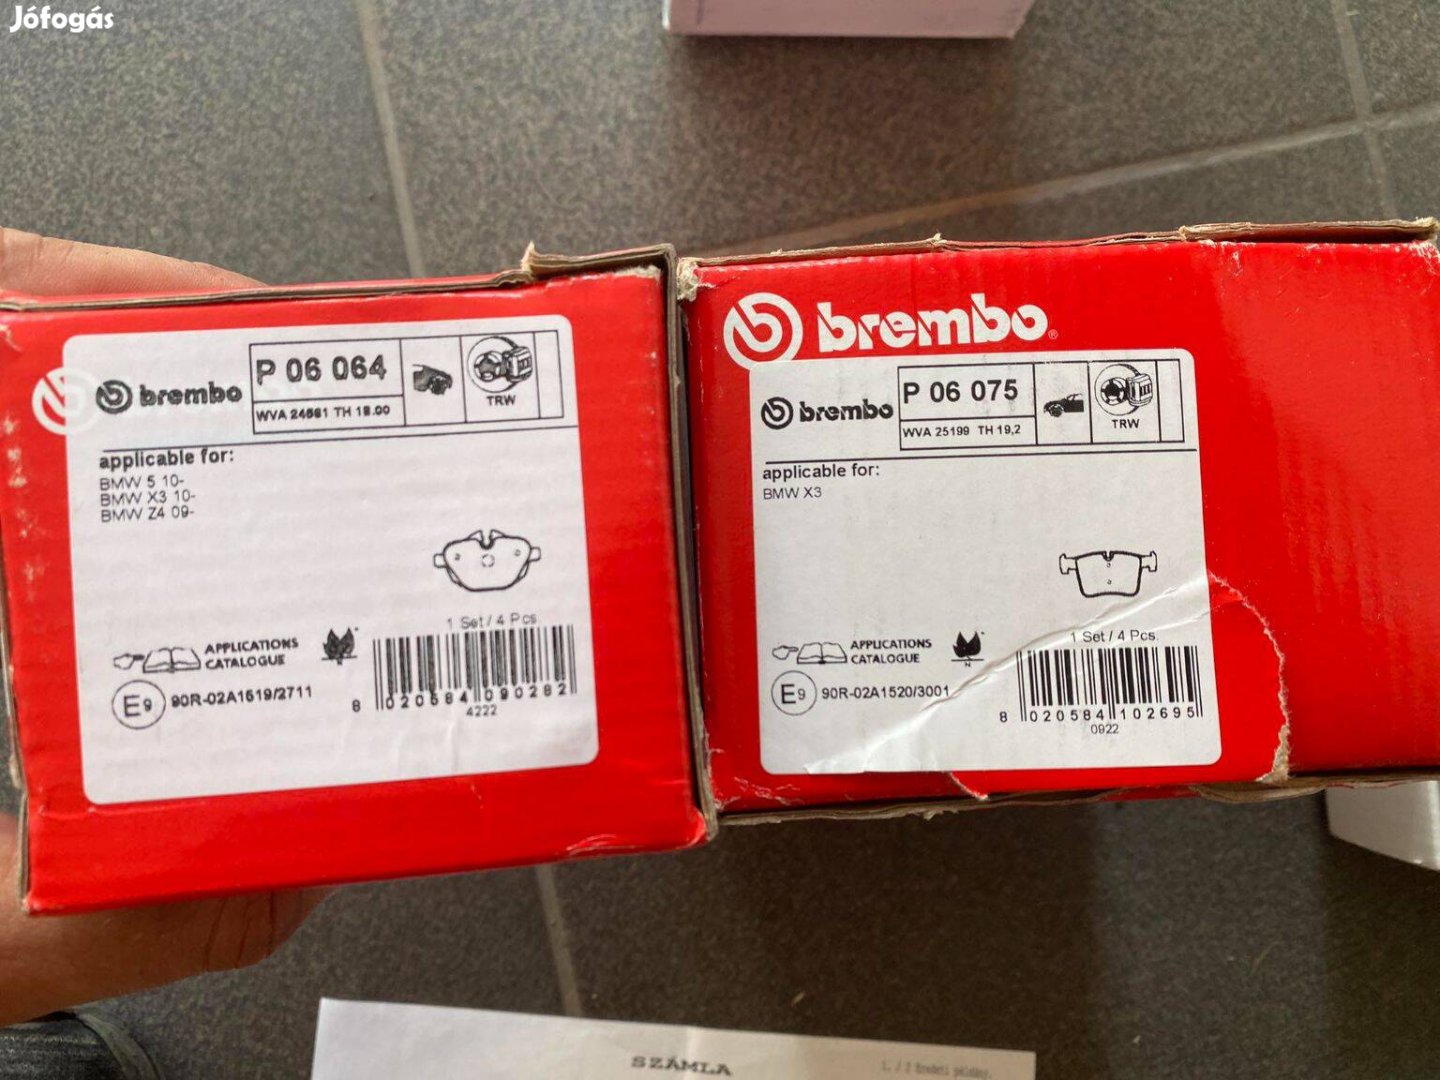 Jófogás
brembo
P 06 064
WVA 24681 TH 18.00
TRW
applicable for:
BMW 5 10-
BMW X3 10-
BMW Z4 09-
1 Set / 4 Pcs
APPLICATIONS
CATALOGUE
E9
90R-02A1619/2711
8 020584 090282
4222
brembo
brembo
P 06 075
WVA 25199 TH 19,2
TRW
applicable for:
BMW X3
1 Set / 4 Pcs.
APPLICATIONS
CATALOGUE
N
E9
90R-02A1520/3001
8 020584 102695
0922
SZÁMLA